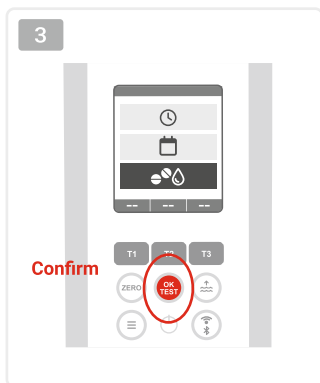 3
-- -- --
T1 T2 T3
Confirm
ZERO
OK
TEST